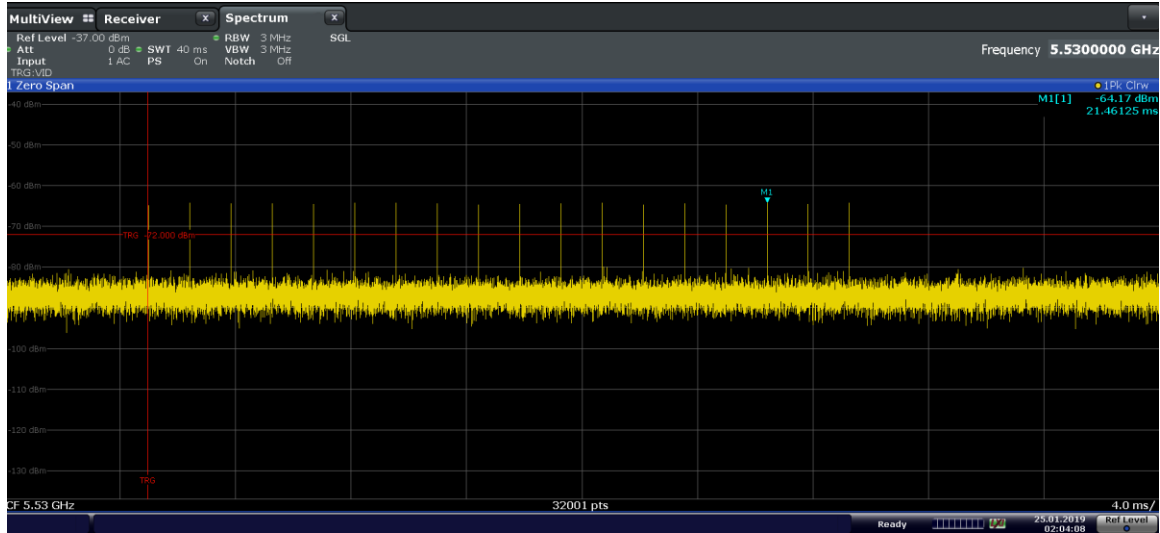 MultiView Receiver X Spectrum X
Ref Level -37.00 dBm RBW 3 MHz SGL
Att 0 dB SWT 40 ms VBW 3 MHz Frequency 5.5300000 GHz
Input 1 AC PS On Notch Off
TRG:VID
1 Zero Span 1Pk Clrw
-40 dBm M1[1] -64.17 dBm
21.46125 ms
-50 dBm
-60 dBm
M1
-70 dBm
TRG -72.000 dBm
-80 dBm
-100 dBm
-110 dBm
-120 dBm
-130 dBm
TRG
CF 5.53 GHz 32001 pts 4.0 ms/
Ready 25.01.2019 Ref Level
02:04:08